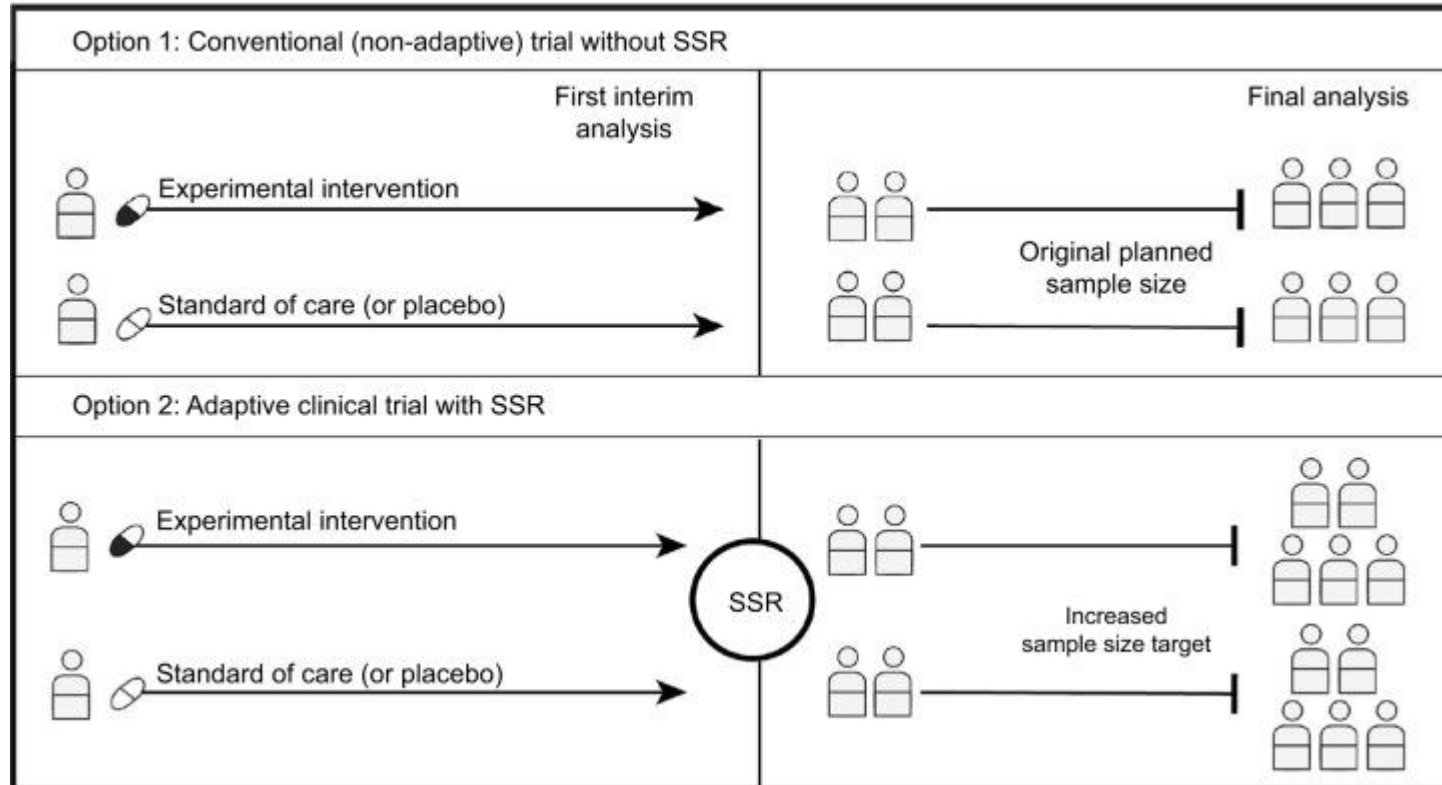 Option 1: Conventional (non-adaptive) trial without SSR
First interim
analysis
Final analysis
Experimental intervention
Original planned
sample size
Standard of care (or placebo)
Option 2: Adaptive clinical trial with SSR
Experimental intervention
SSR
Increased
sample size target
Standard of care (or placebo)